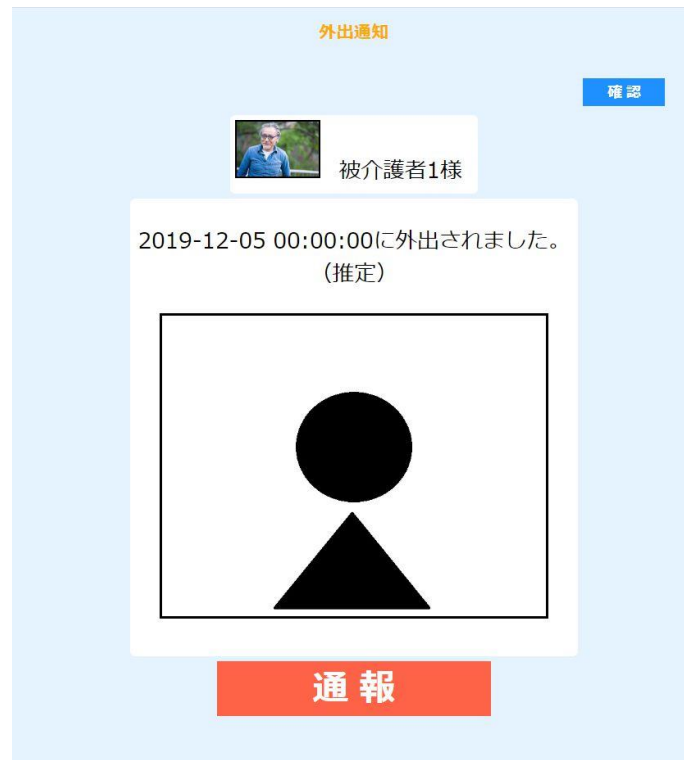 外出通知
確認
被介護者1様
2019-12-05 00:00:00に外出されました。
（推定）
通報